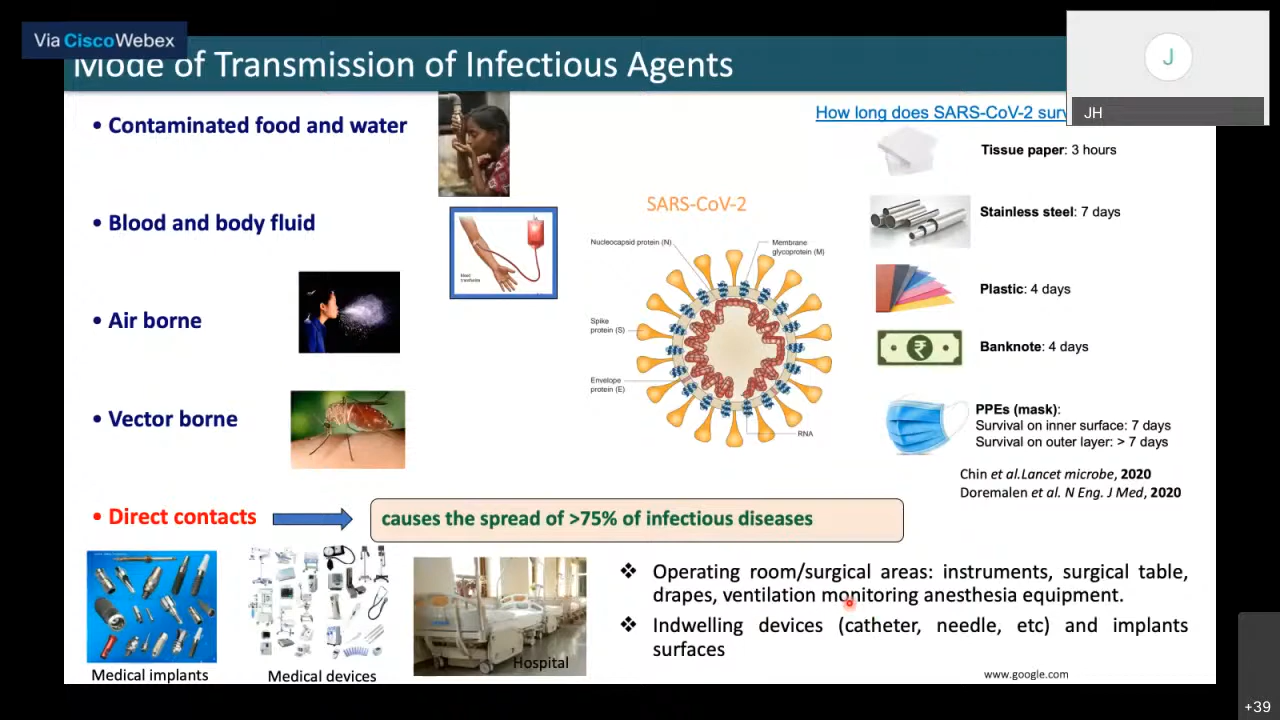 Via CiscoWebex
Mode of Transmission of Infectious Agents
J
JH
• Contaminated food and water
• Blood and body fluid
• Air borne
• Vector borne
• Direct contacts
causes the spread of >75% of infectious diseases
SARS-CoV-2
Nucleocapsid protein (N)
Membrane
glycoprotein (M)
Spike
protein (S)
Envelope
protein (E)
RNA
How long does SARS-CoV-2 surv
Tissue paper: 3 hours
Stainless steel: 7 days
Plastic: 4 days
Banknote: 4 days
₹
PPEs (mask):
Survival on inner surface: 7 days
Survival on outer layer: > 7 days
Chin et al.Lancet microbe, 2020
Doremalen et al. N Eng. J Med, 2020
Medical implants
Medical devices
Hospital
❖ Operating room/surgical areas: instruments, surgical table,
drapes, ventilation monitoring anesthesia equipment.
❖ Indwelling devices (catheter, needle, etc) and implants
surfaces
www.google.com
+39